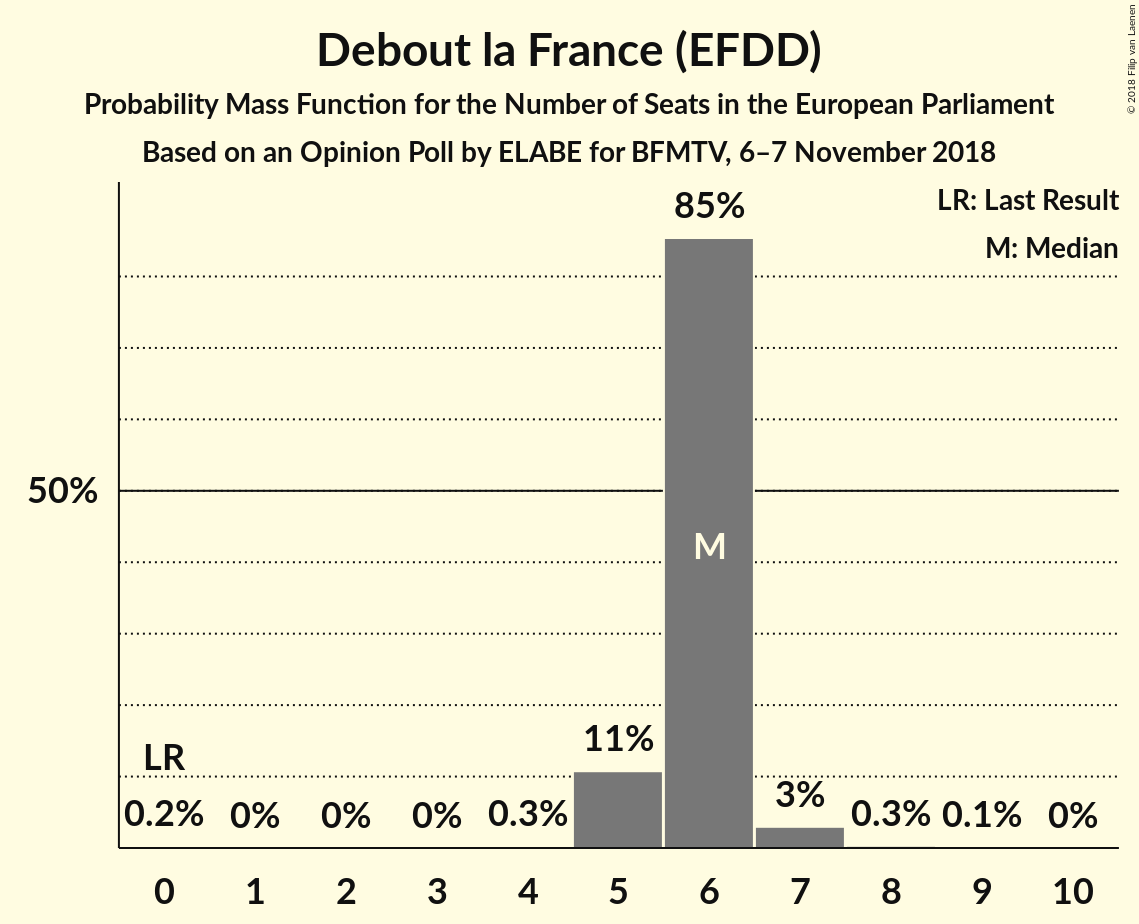 Debout la France (EFDD)
Probability Mass Function for the Number of Seats in the European Parliament
Based on an Opinion Poll by ELABE for BFMTV, 6–7 November 2018
© 2018 Filip van Laenen
LR: Last Result
M: Median
85%
50%
M
LR
11%
3%
0.2% 0% 0% 0% 0.3% 0.3% 0.1% 0%
0 1 2 3 4 5 6 7 8 9 10